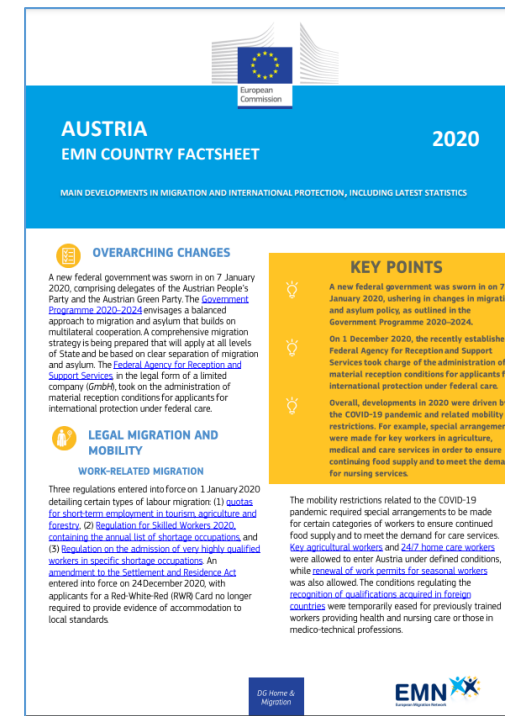 European
Commission
AUSTRIA
EMN COUNTRY FACTSHEET
2020
MAIN DEVELOPMENTS IN MIGRATION AND INTERNATIONAL PROTECTION, INCLUDING LATEST STATISTICS
OVERARCHING CHANGES
A new federal government was sworn in on 7 January
2020, comprising delegates of the Austrian People's
Party and the Austrian Green Party. The Government
Programme 2020–2024 envisages a balanced
approach to migration and asylum that builds on
multilateral cooperation. A comprehensive migration
strategy is being prepared that will apply at all levels
of State and be based on clear separation of migration
and asylum. The Federal Agency for Reception and
Support Services, in the legal form of a limited
company (GmbH), took on the administration of
material reception conditions for applicants for
international protection under federal care.
LEGAL MIGRATION AND
MOBILITY
WORK-RELATED MIGRATION
Three regulations entered into force on 1 January 2020
detailing certain types of labour migration: (1) quotas
for short-term employment in tourism, agriculture and
forestry, (2) Regulation for Skilled Workers 2020,
containing the annual list of shortage occupations, and
(3) Regulation on the admission of very highly qualified
workers in specific shortage occupations. An
amendment to the Settlement and Residence Act
entered into force on 24 December 2020, with
applicants for a Red-White-Red (RWR) Card no longer
required to provide evidence of accommodation to
local standards.
KEY POINTS
A new federal government was sworn in on 7
January 2020, ushering in changes in migrati
and asylum policy, as outlined in the
Government Programme 2020–2024.
On 1 December 2020, the recently establishe
Federal Agency for Reception and Support
Services took charge of the administration of
material reception conditions for applicants f
international protection under federal care.
Overall, developments in 2020 were driven b
the COVID-19 pandemic and related mobility
restrictions. For example, special arrangemen
were made for key workers in agriculture,
medical and care services in order to ensure
continuing food supply and to meet the dema
for nursing services.
The mobility restrictions related to the COVID-19
pandemic required special arrangements to be made
for certain categories of workers to ensure continued
food supply and to meet the demand for care services.
Key agricultural workers and 24/7 home care workers
were allowed to enter Austria under defined conditions,
while renewal of work permits for seasonal workers
was also allowed. The conditions regulating the
recognition of qualifications acquired in foreign
countries were temporarily eased for previously trained
workers providing health and nursing care or those in
medico-technical professions.
DG Home &
Migration
EMN
European Migration Network